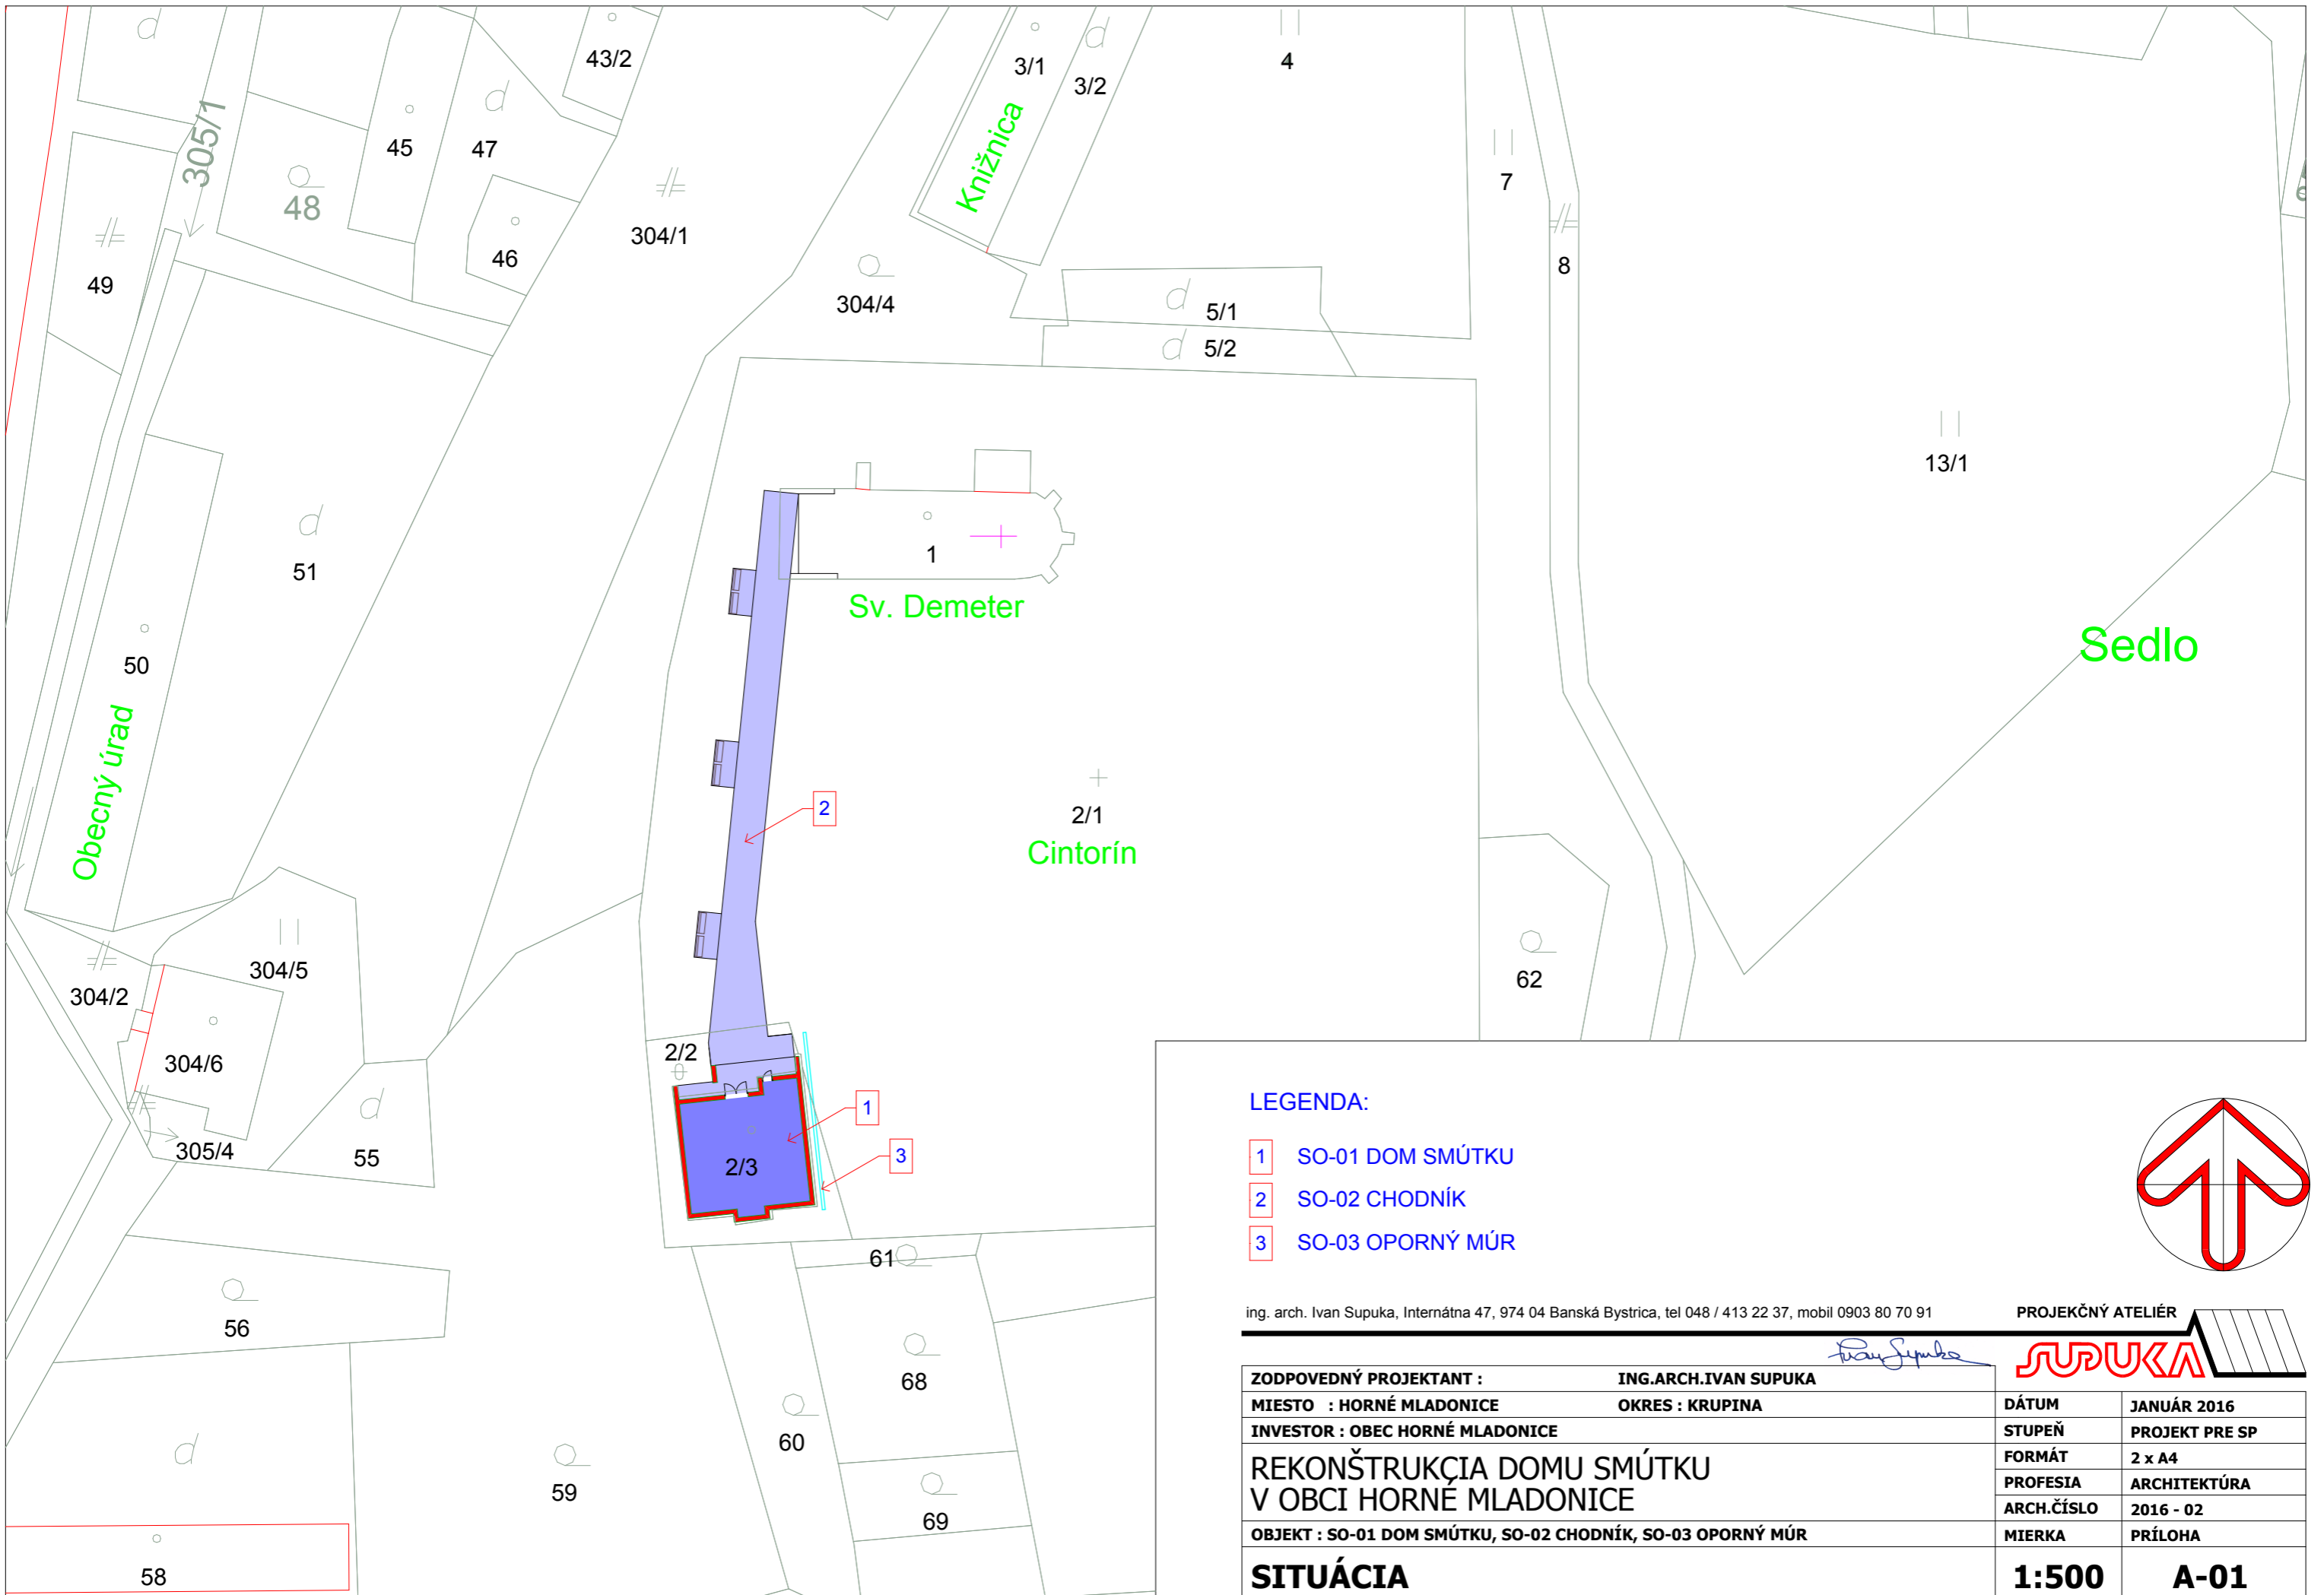 43/2
3/1
3/2
4
305/1
45
47
48
46
49
Knižnica
304/1
7
8
304/4
5/1
5/2
13/1
51
1
Sv. Demeter
50
Sedlo
Obecný úrad
2
2/1
Cintorín
304/5
304/2
62
304/6
2/2
1
305/4
55
2/3
3
61
56
68
60
59
69
58
LEGENDA:
1 SO-01 DOM SMÚTKU
2 SO-02 CHODNÍK
3 SO-03 OPORNÝ MÚR
ing. arch. Ivan Supuka, Internátna 47, 974 04 Banská Bystrica, tel 048 / 413 22 37, mobil 0903 80 70 91
PROJEKČNÝ ATELIÉR
SUPUKA
Ivan Supuka
ZODPOVEDNÝ PROJEKTANT : ING.ARCH.IVAN SUPUKA
MIESTO : HORNÉ MLADONICE OKRES : KRUPINA
DÁTUM JANUÁR 2016
INVESTOR : OBEC HORNÉ MLADONICE
STUPEŇ PROJEKT PRE SP
REKONŠTRUKCIA DOMU SMÚTKU
V OBCI HORNÉ MLADONICE
FORMÁT 2 x A4
PROFESIA ARCHITEKTÚRA
ARCH.ČÍSLO 2016 - 02
OBJEKT : SO-01 DOM SMÚTKU, SO-02 CHODNÍK, SO-03 OPORNÝ MÚR
MIERKA PRÍLOHA
SITUÁCIA
1:500 A-01